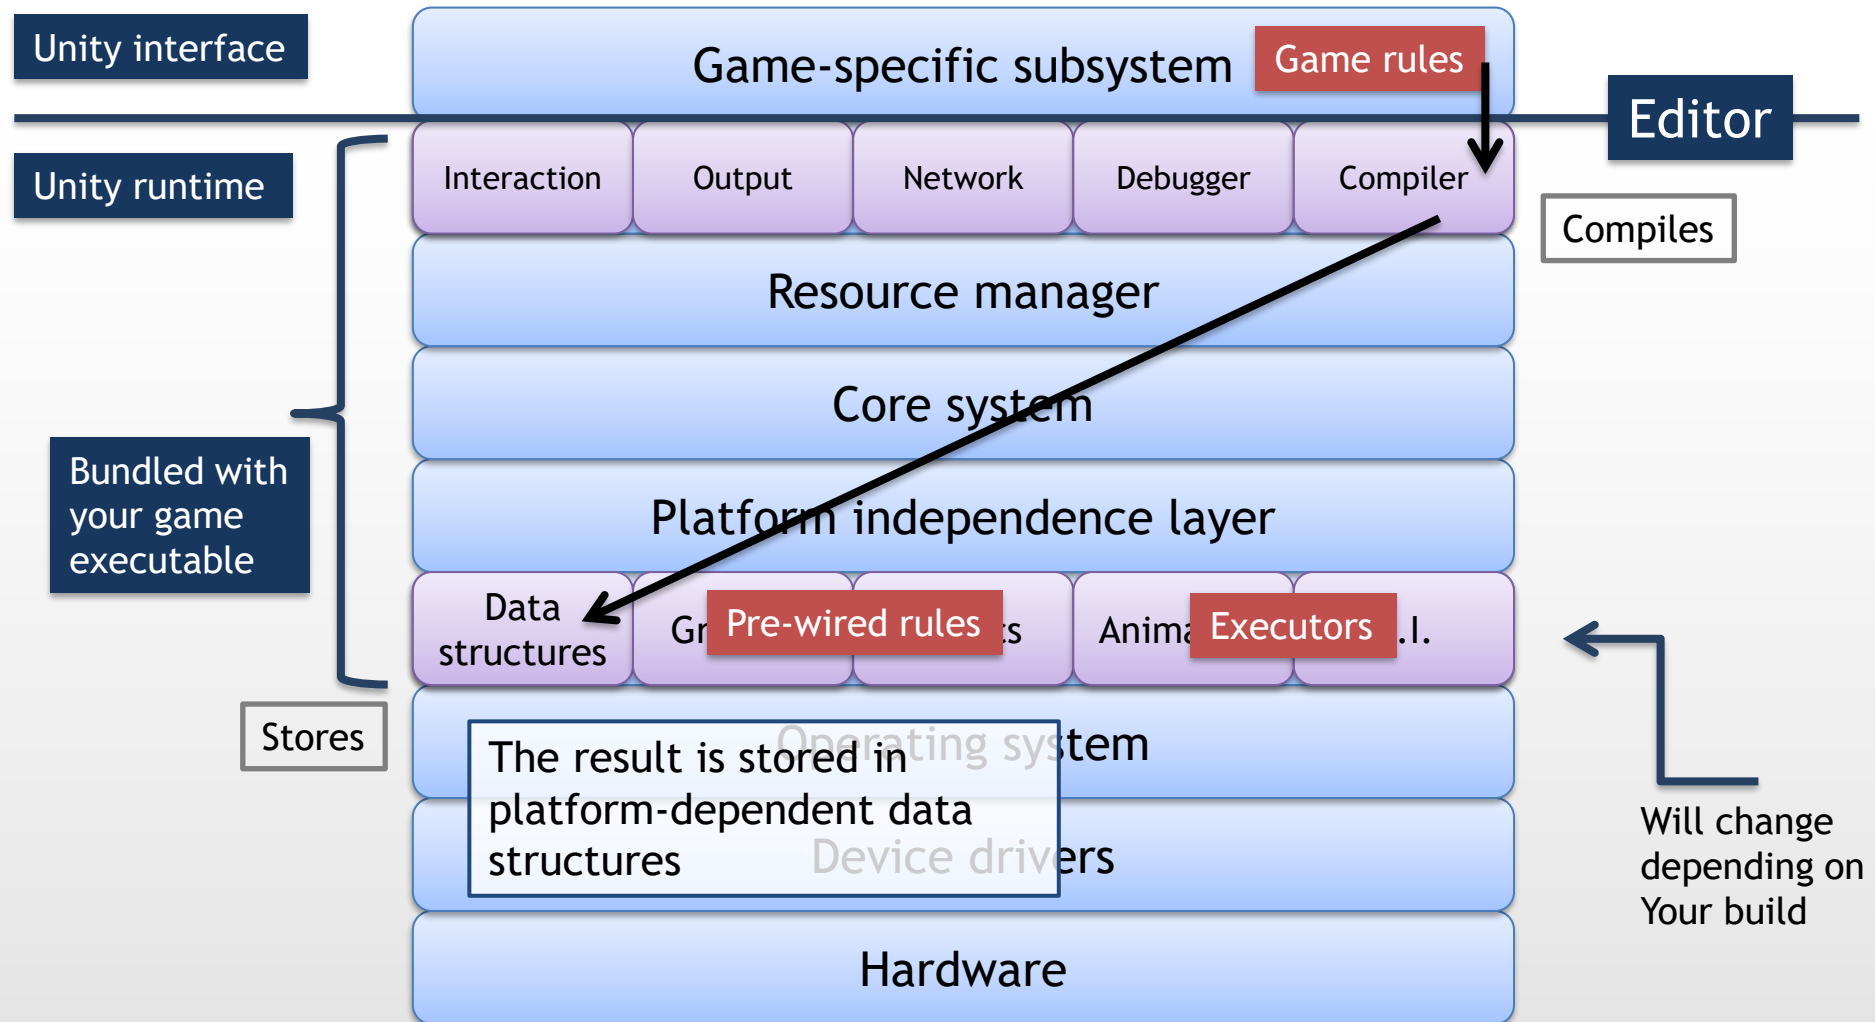 Unity interface
Game-specific subsystem
Game rules
Editor
Unity runtime
Interaction
Output
Network
Debugger
Compiler
Compiles
Resource manager
Core system
Bundled with
your game
executable
Platform independence layer
Data
structures
Pre-wired rules
Executors
.I.
Stores
Operating system
The result is stored in
platform-dependent data
structures
Device drivers
Will change
depending on
Your build
Hardware